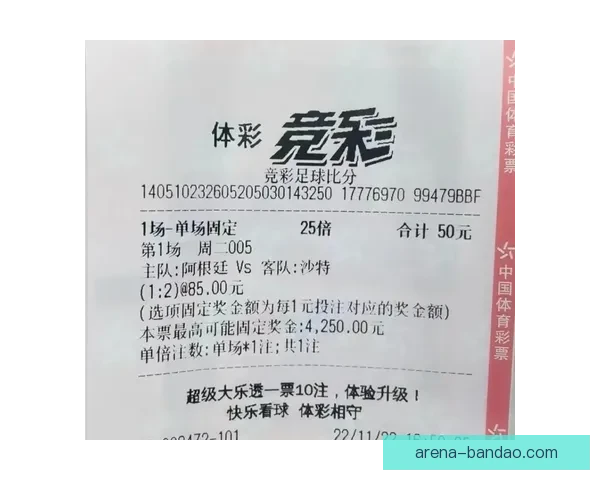 体彩 竞彩
竞彩足球比分
140510232605205030143250 17776970 99479BBF
1场-单场固定 25倍 合计 50元
第1场 周二005
主队:阿根廷 Vs 客队:沙特
(1:2)@85.00元
(选项固定奖金额为每1元投注对应的奖金额)
本票最高可能固定奖金:4,250.00元
单倍注数:单场*1注;共1注
超级大乐透一票10注，体验升级！
快乐看球 体彩相守
22/11/22
中国体育彩票
中国体育彩票
arena-bandao.com